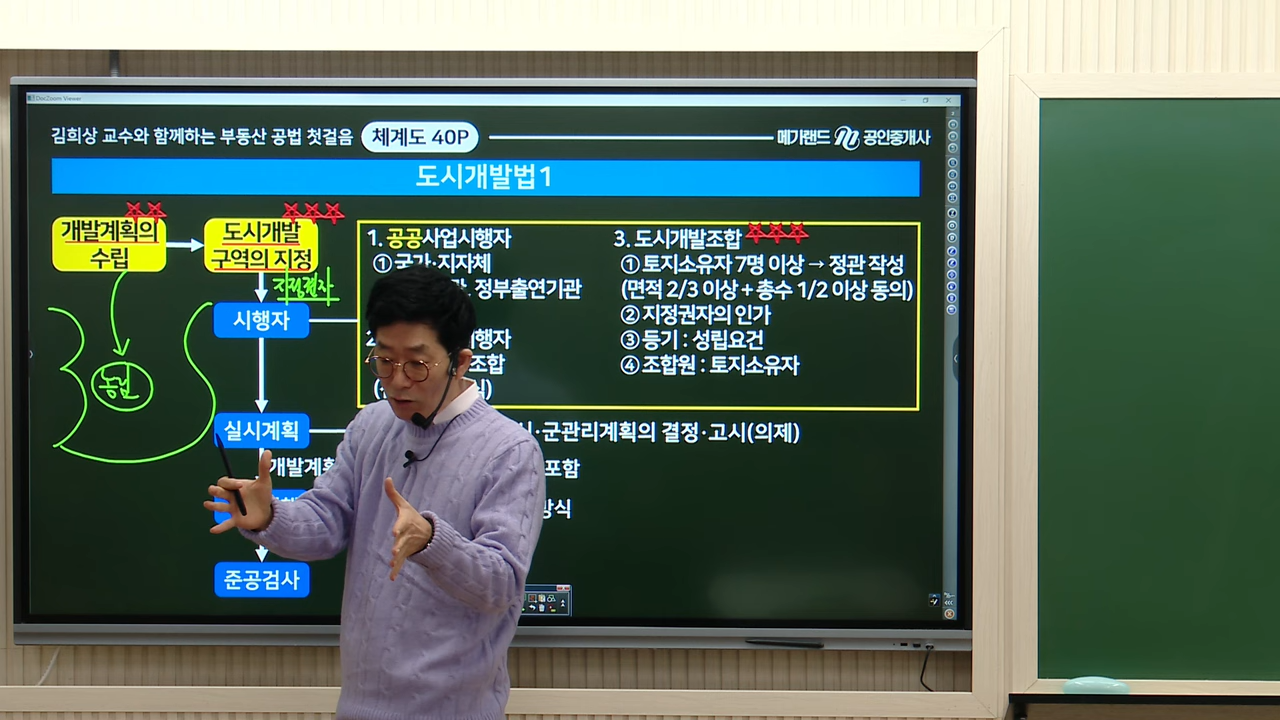 DocZoom Viewer
김희상 교수와 함께하는 부동산 공법 첫걸음 체계도 40P 메가랜드 공인중개사
도시개발법1
개발계획의
수립
도시개발
구역의 지정
지정권자
시행자
농림
실시계획
준공검사
1. 공공사업시행자
① 국가·지자체
정부출연기관
시행자
조합
3. 도시개발조합
① 토지소유자 7명 이상 → 정관 작성
(면적 2/3 이상 + 총수 1/2 이상 동의)
② 지정권자의 인가
③ 등기 : 성립요건
④ 조합원 : 토지소유자
·군관리계획의 결정·고시(의제)
개발계획
포함
방식